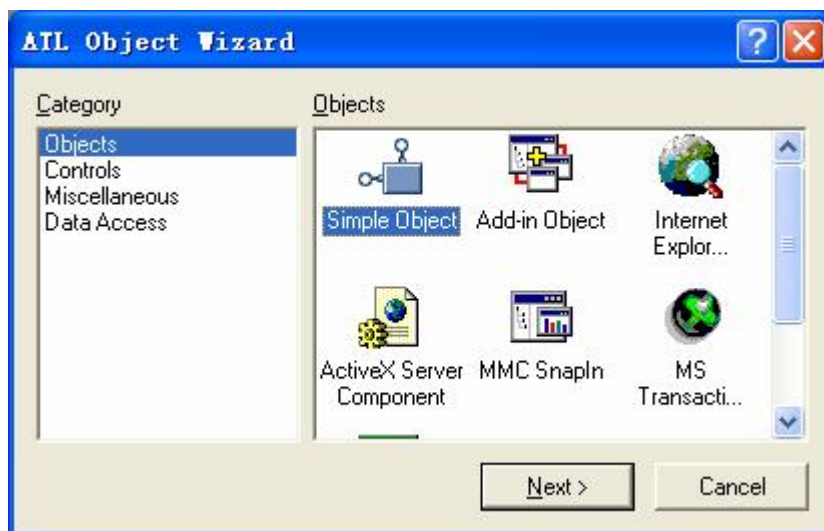 ATL Object Wizard
Category
Objects
Objects
Controls
Miscellaneous
Data Access
Simple Object
Add-in Object
Internet
Explor...
ActiveX Server
Component
MMC SnapIn
MS
Transacti...
Next >
Cancel